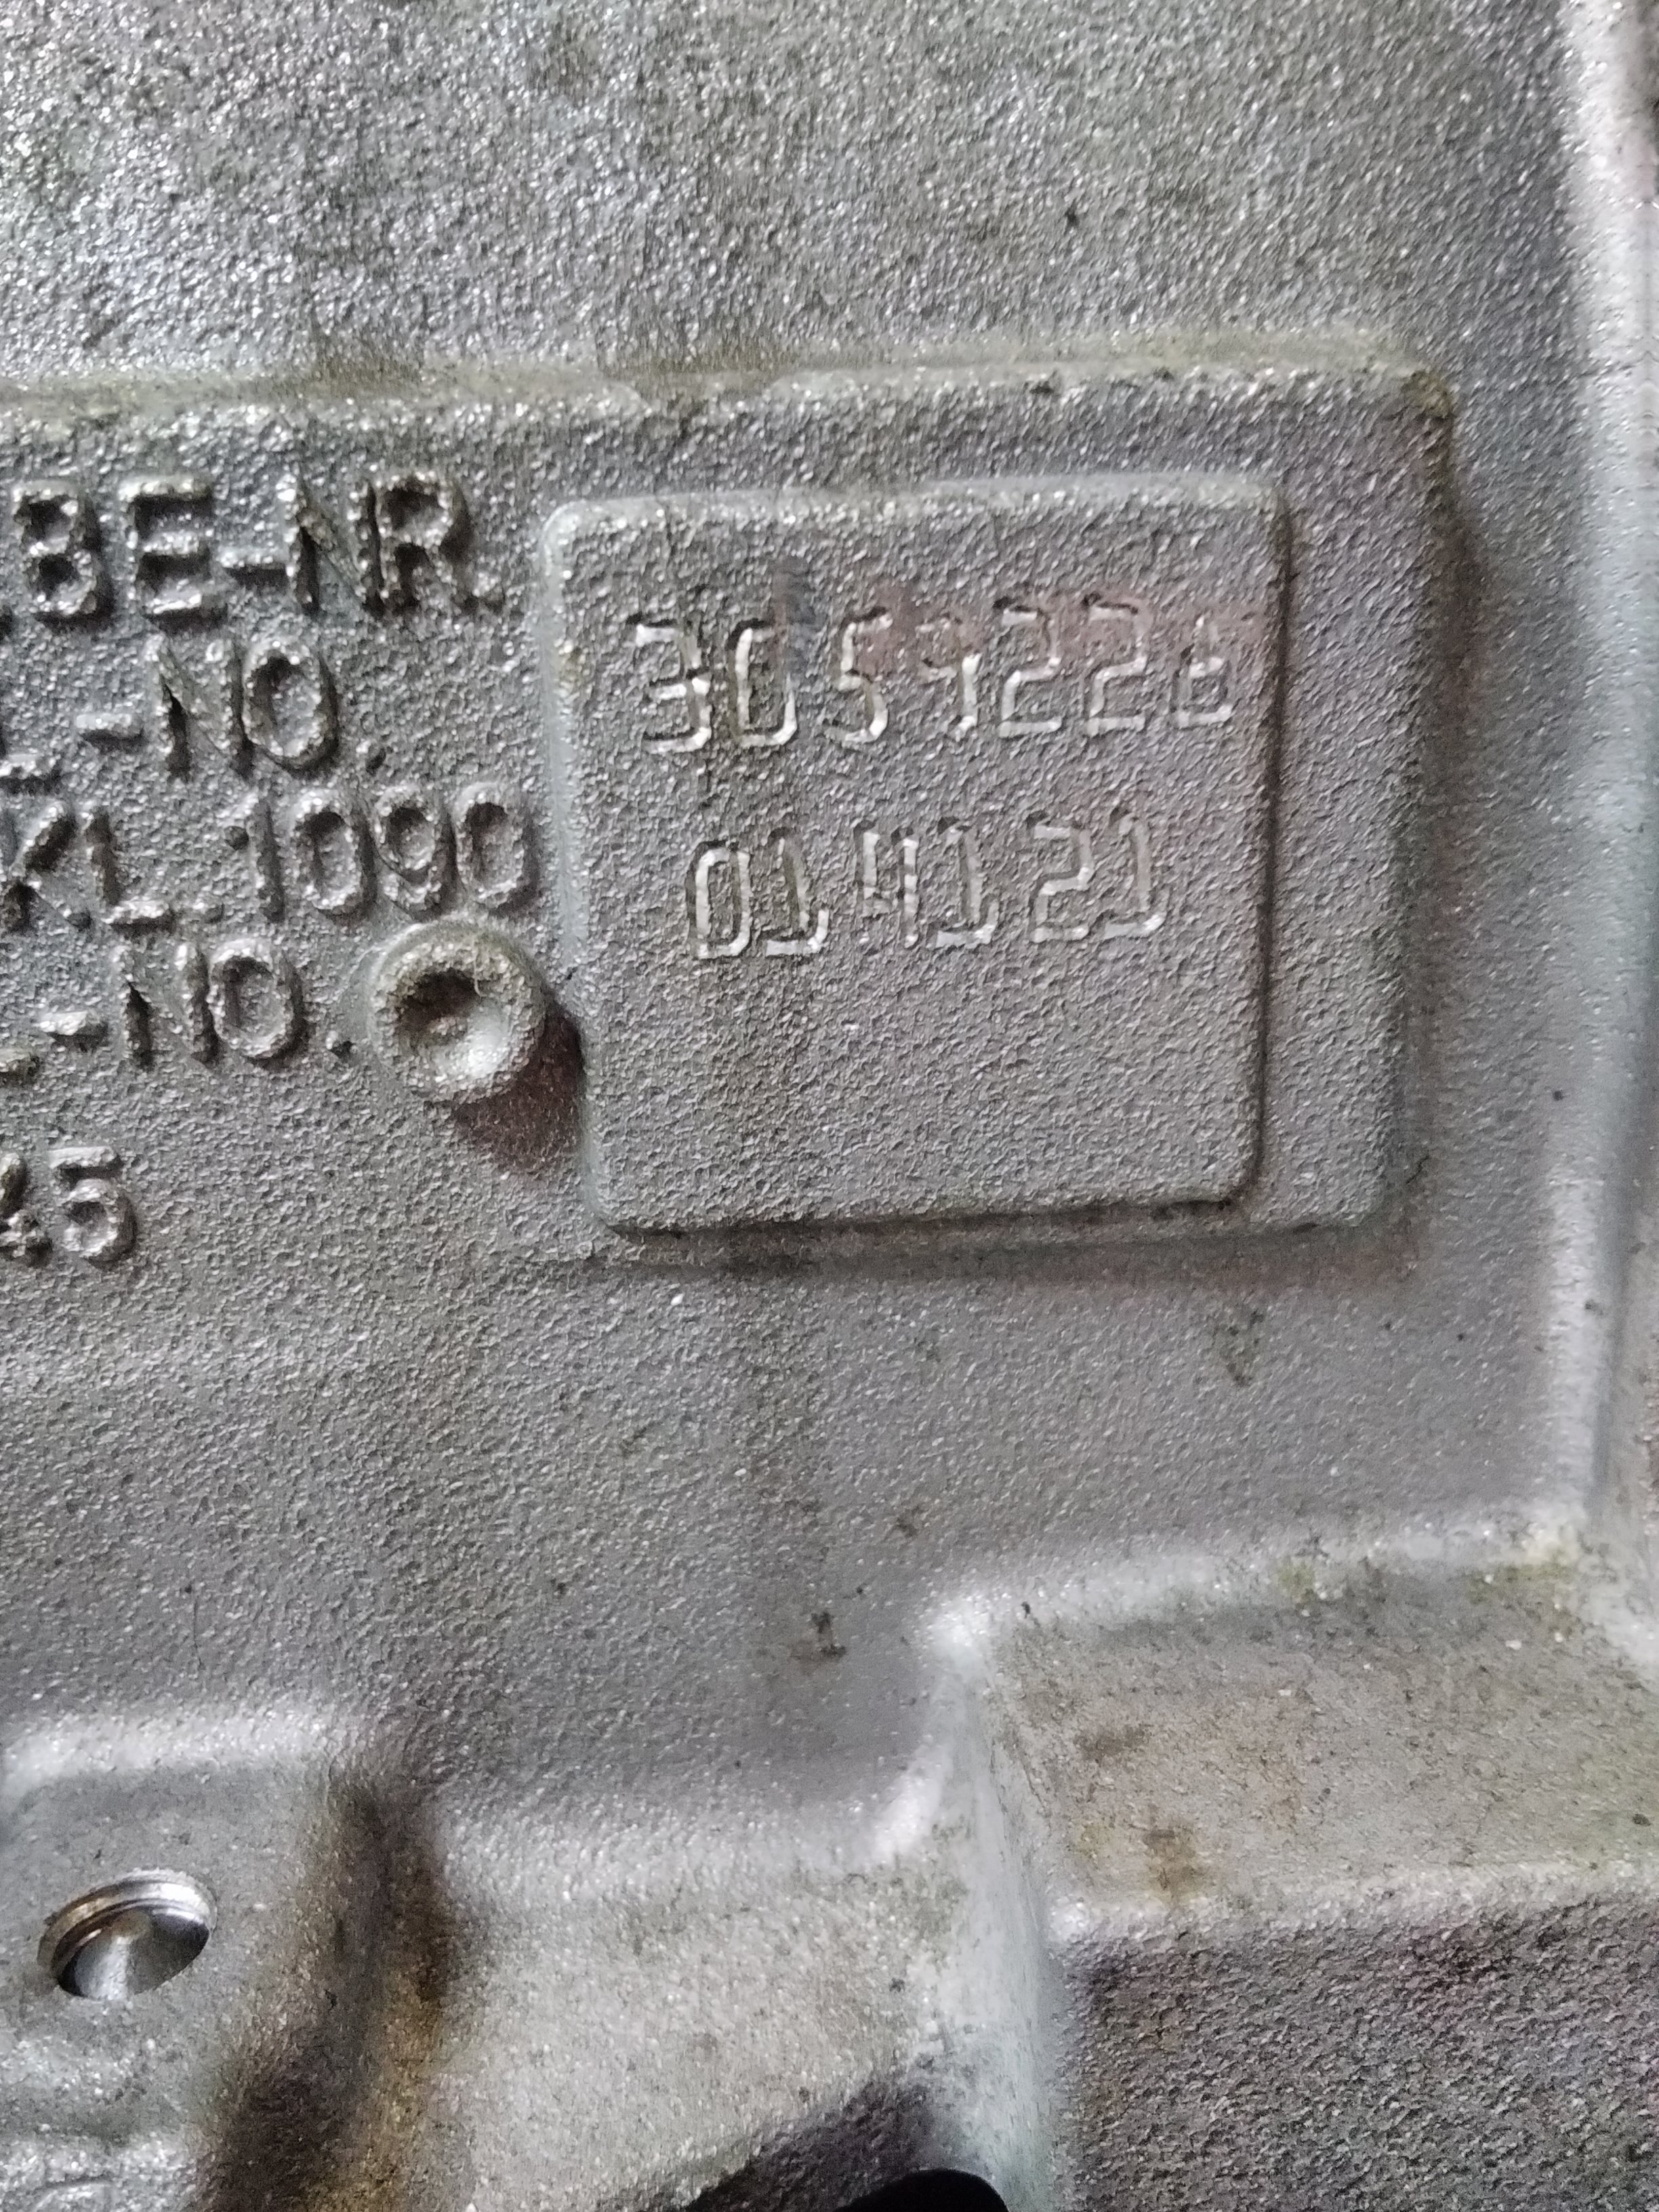 BE-NR.
3059226
L-NO.
KL.1090
014121
-NO.
45